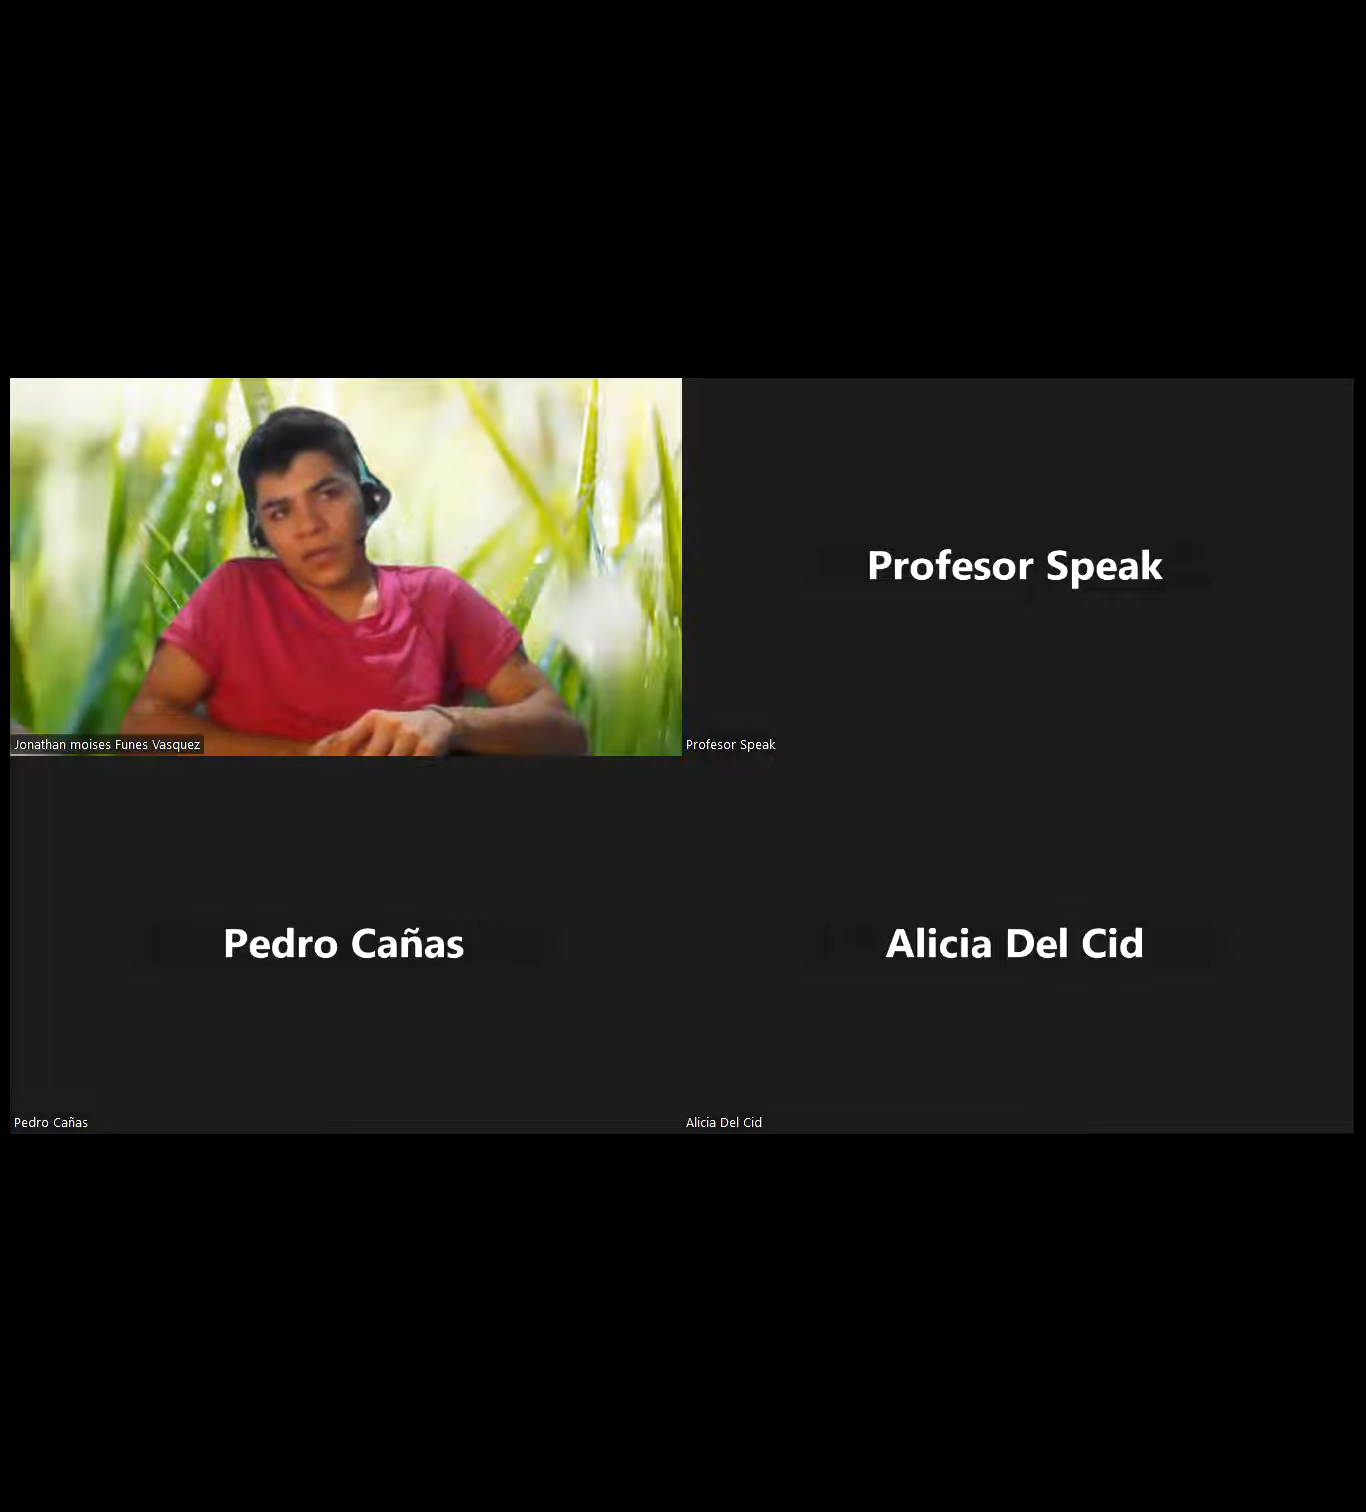 Jonathan moises Funes Vasquez
Profesor Speak
Profesor Speak
Pedro Cañas
Pedro Cañas
Alicia Del Cid
Alicia Del Cid